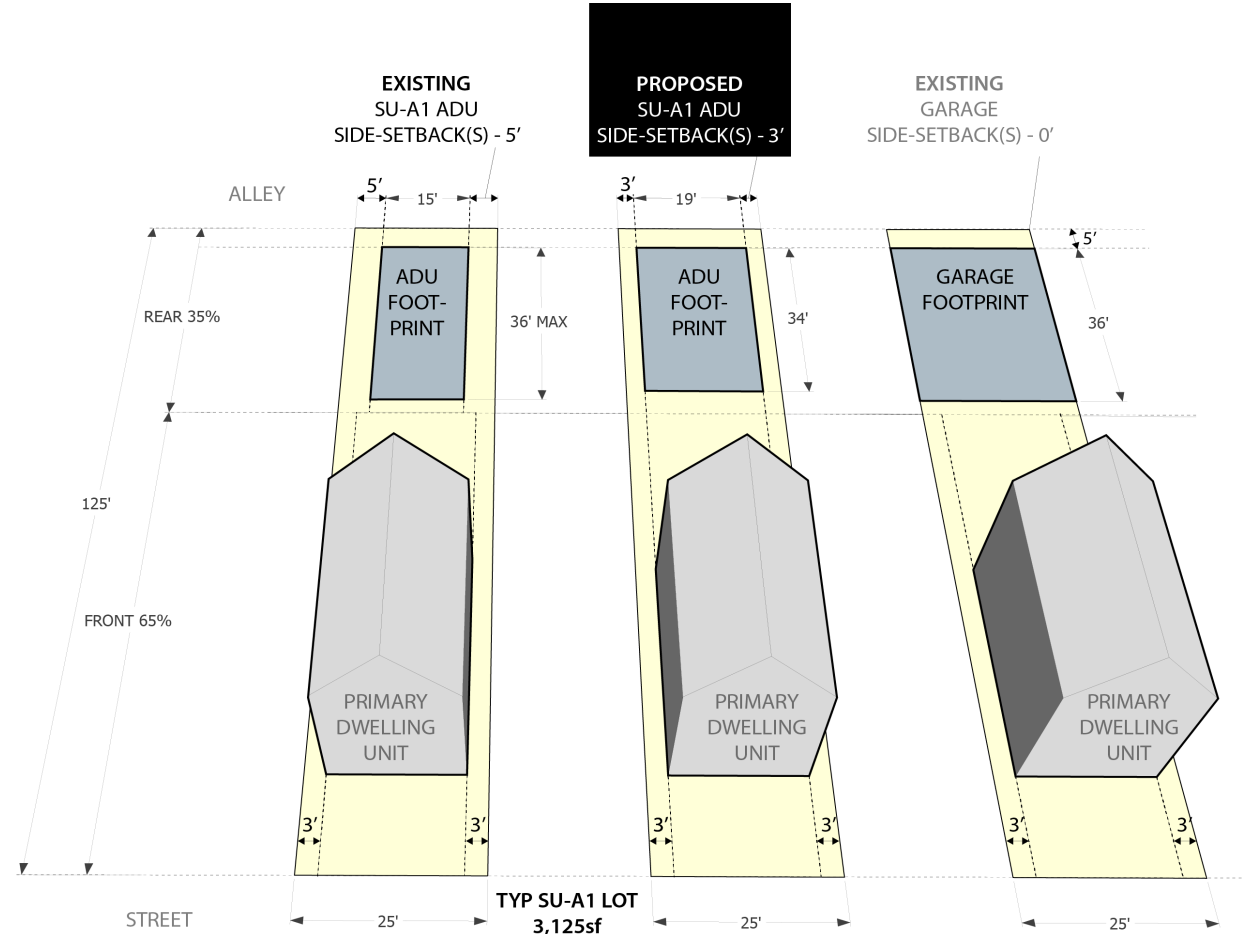 EXISTING
SU-A1 ADU
SIDE-SETBACK(S) - 5’
PROPOSED
SU-A1 ADU
SIDE-SETBACK(S) - 3’
EXISTING
GARAGE
SIDE-SETBACK(S) - 0’
ALLEY
5’
15'
3’
19'
5’
REAR 35%
ADU
FOOT-
PRINT
36' MAX
ADU
FOOT-
PRINT
34'
GARAGE
FOOTPRINT
36'
125'
FRONT 65%
PRIMARY
DWELLING
UNIT
PRIMARY
DWELLING
UNIT
PRIMARY
DWELLING
UNIT
3’
3’
3’
3’
3’
3’
STREET
25'
TYP SU-A1 LOT
3,125sf
25'
25'